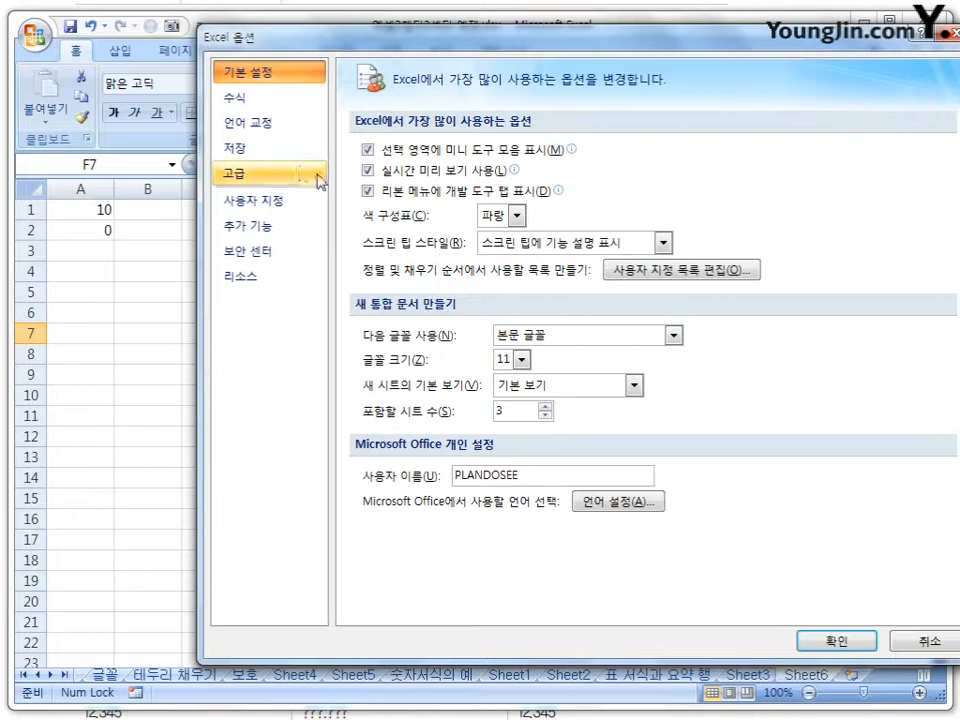 Microsoft Excel
YoungJin.com Y.
Excel 옵션
홈 삽입 페이지
맑은 고딕
붙여넣기
가 가 가
클립보드
F7
A B
1 10
2 0
3
4
5
6
7
8
9
10
11
12
13
14
15
16
17
18
19
20
21
22
23
기본 설정
수식
언어 교정
저장
고급
사용자 지정
추가 기능
보안 센터
리소스
Excel에서 가장 많이 사용하는 옵션을 변경합니다.
Excel에서 가장 많이 사용하는 옵션
선택 영역에 미니 도구 모음 표시(M)
실시간 미리 보기 사용(L)
리본 메뉴에 개발 도구 탭 표시(D)
색 구성표(C): 파랑
스크린 팁 스타일(R): 스크린 팁에 기능 설명 표시
정렬 및 채우기 순서에서 사용할 목록 만들기: 사용자 지정 목록 편집(O)...
새 통합 문서 만들기
다음 글꼴 사용(N): 본문 글꼴
글꼴 크기(Z): 11
새 시트의 기본 보기(V): 기본 보기
포함할 시트 수(S): 3
Microsoft Office 개인 설정
사용자 이름(U): PLANDOSEE
Microsoft Office에서 사용할 언어 선택: 언어 설정(A)...
확인 취소
글꼴 테두리 채우기 보호 Sheet4 Sheet5 숫자서식의 예 Sheet1 Sheet2 표 서식과 요약 행 Sheet3 Sheet6
준비 Num Lock 100%
12,345 ???.??? 12,345